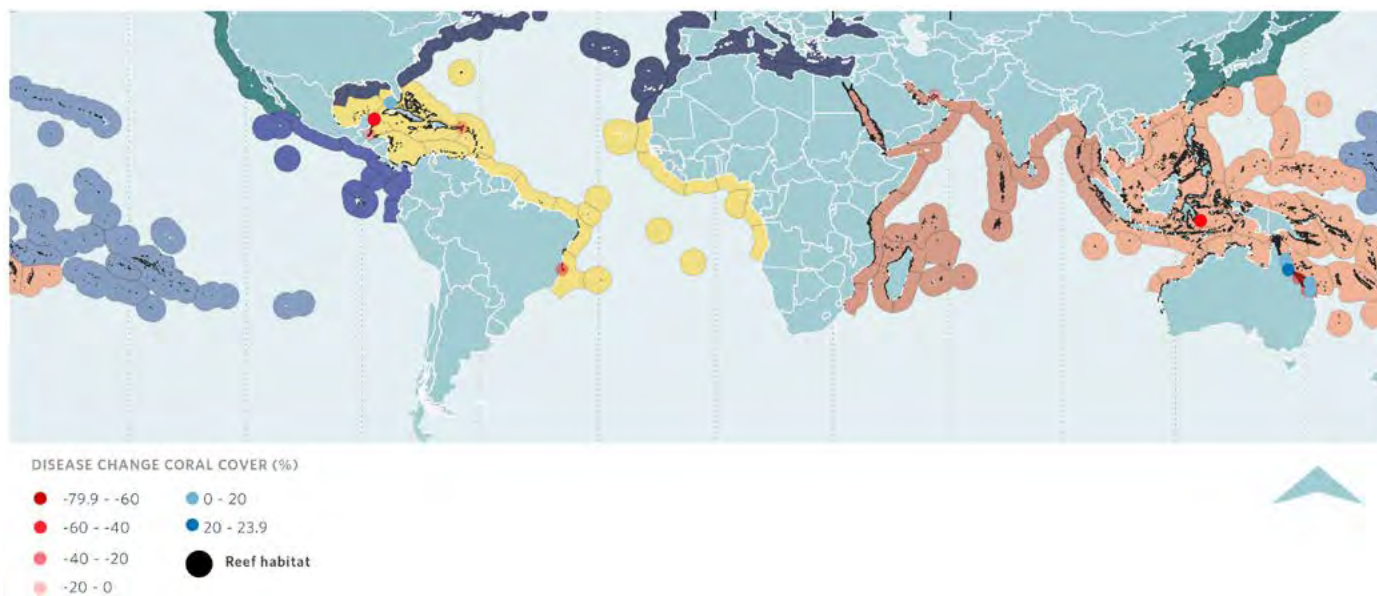 DISEASE CHANGE CORAL COVER (%)
-79.9 - -60
-60 - -40
-40 - -20
-20 - 0
0 - 20
20 - 23.9
Reef habitat